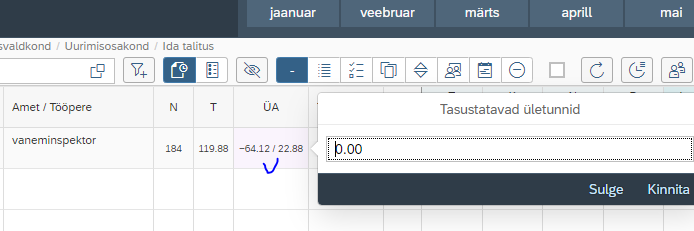 jaanuar veebruar märts aprill mai
svaldkond / Uurimisosakond / Ida talitus
-
Amet / Tööpere N T ÜA
Tasustatavad ületunnid
vaneminspektor 184 119.88 −64.12 / 22.88
0.00
Sulge Kinnita